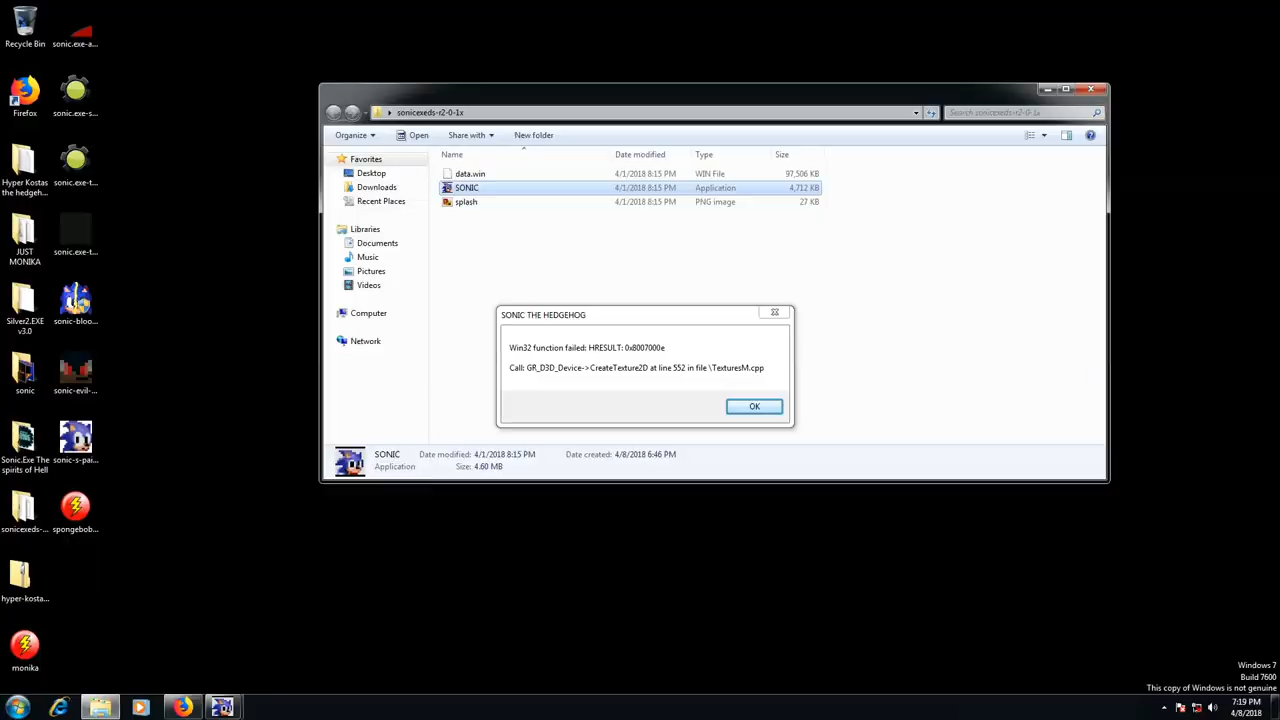 Recycle Bin
sonic.exe-a...
Firefox
sonic.exe-s...
Hyper Kostas
the hedgeh...
sonic.exe-t...
JUST
MONIKA
sonic.exe-t...
Silver2.EXE
v3.0
sonic-bloo...
sonic
sonic-evil-...
Sonic.Exe The
spirits of Hell
sonic-s-pai...
sonicexeds-...
spongebob...
hyper-kosta...
monika
sonicexeds-r2-0-1x
Search sonicexeds-r2-0-1x
Organize
Open
Share with
New folder
Favorites
Desktop
Downloads
Recent Places
Libraries
Documents
Music
Pictures
Videos
Computer
Network
Name Date modified Type Size
data.win 4/1/2018 8:15 PM WIN File 97,506 KB
SONIC 4/1/2018 8:15 PM Application 4,712 KB
splash 4/1/2018 8:15 PM PNG image 27 KB
SONIC THE HEDGEHOG
Win32 function failed: HRESULT: 0x8007000e
Call: GR_D3D_Device->CreateTexture2D at line 552 in file \TexturesM.cpp
OK
SONIC Date modified: 4/1/2018 8:15 PM Date created: 4/8/2018 6:46 PM
Application Size: 4.60 MB
Windows 7
Build 7600
This copy of Windows is not genuine
7:19 PM
4/8/2018